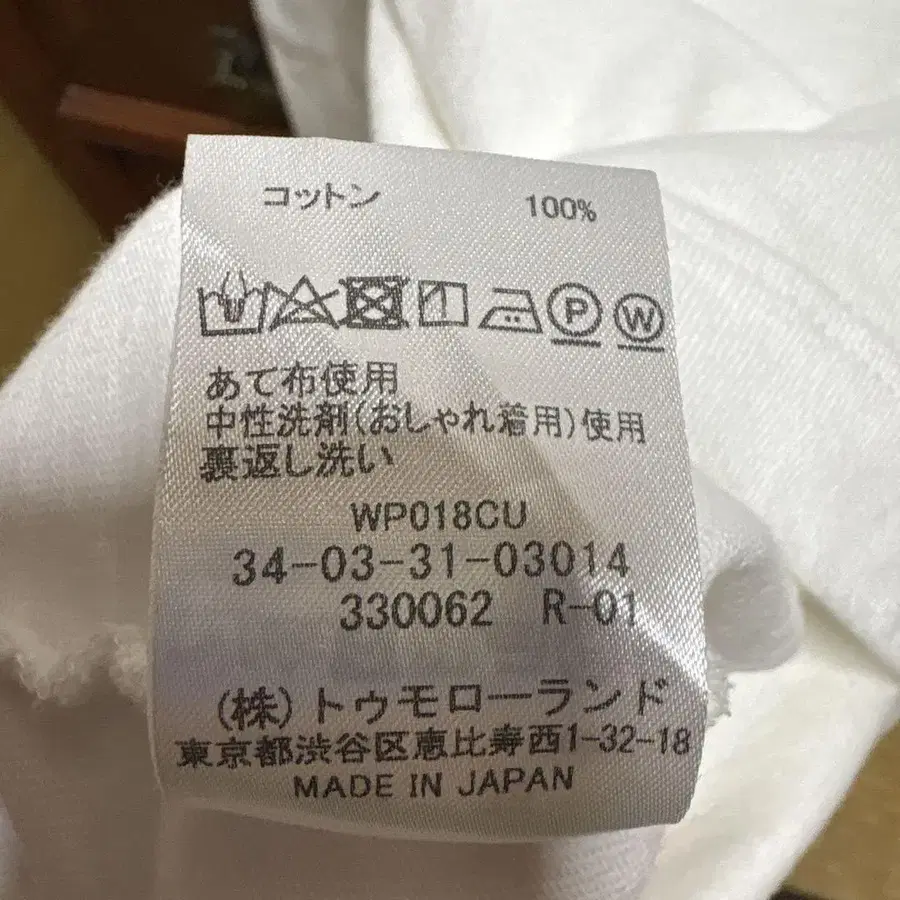 コットン 100%
P W
あて布使用
中性洗剤(おしゃれ着用)使用
裏返し洗い
WP018CU
34-03-31-03014
330062 R-01
(株)トゥモローランド
東京都渋谷区恵比寿西1-32-18
MADE IN JAPAN